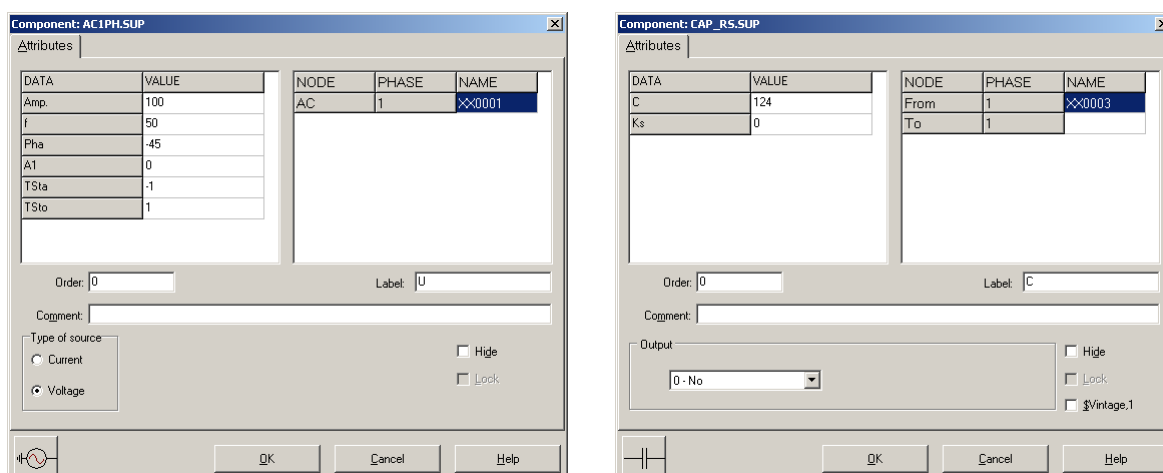 Component: AC1PH.SUP
Attributes
DATA VALUE
Amp. 100
f 50
Pha -45
A1 0
TSta -1
TSto 1
NODE PHASE NAME
AC 1 XX0001
Order: 0
Label: U
Comment:
Type of source
Current
Voltage
Hide
Lock
OK Cancel Help
Component: CAP_RS.SUP
Attributes
DATA VALUE
C 124
Ks 0
NODE PHASE NAME
From 1 XX0003
To 1
Order: 0
Label: C
Comment:
Output
0 - No
Hide
Lock
$Vintage,1
OK Cancel Help